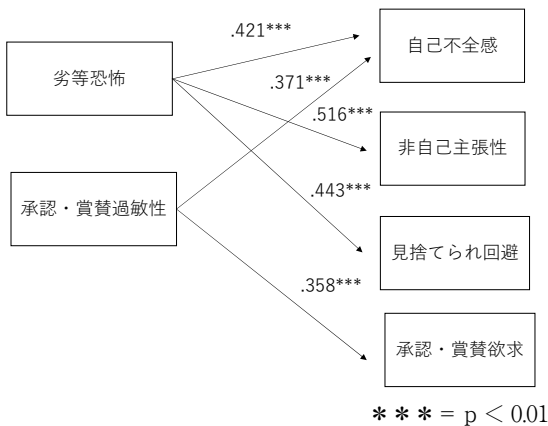 .421***
自己不全感
劣等恐怖
.371***
.516***
非自己主張性
承認・賞賛過敏性
.443***
見捨てられ回避
.358***
承認・賞賛欲求
＊＊＊ = p < 0.01